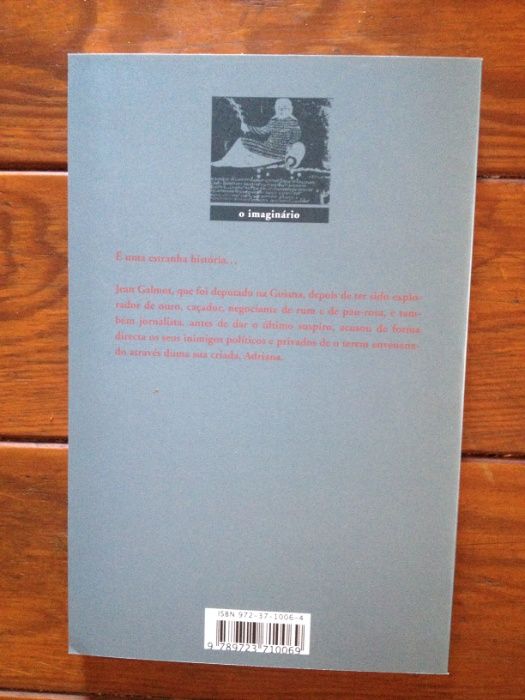 o imaginário
É uma estranha história…
Jean Galmot, que foi deputado na Guiana, depois de ter sido explo-
rador de ouro, caçador, negociante de rum e de pau-rosa, e tam-
bém jornalista, antes de dar o último suspiro, acusou de forma
directa os seus inimigos políticos e privados de o terem envenena-
do através duma sua criada, Adriana.
ISBN 972-37-1006-4
9 789723 710069